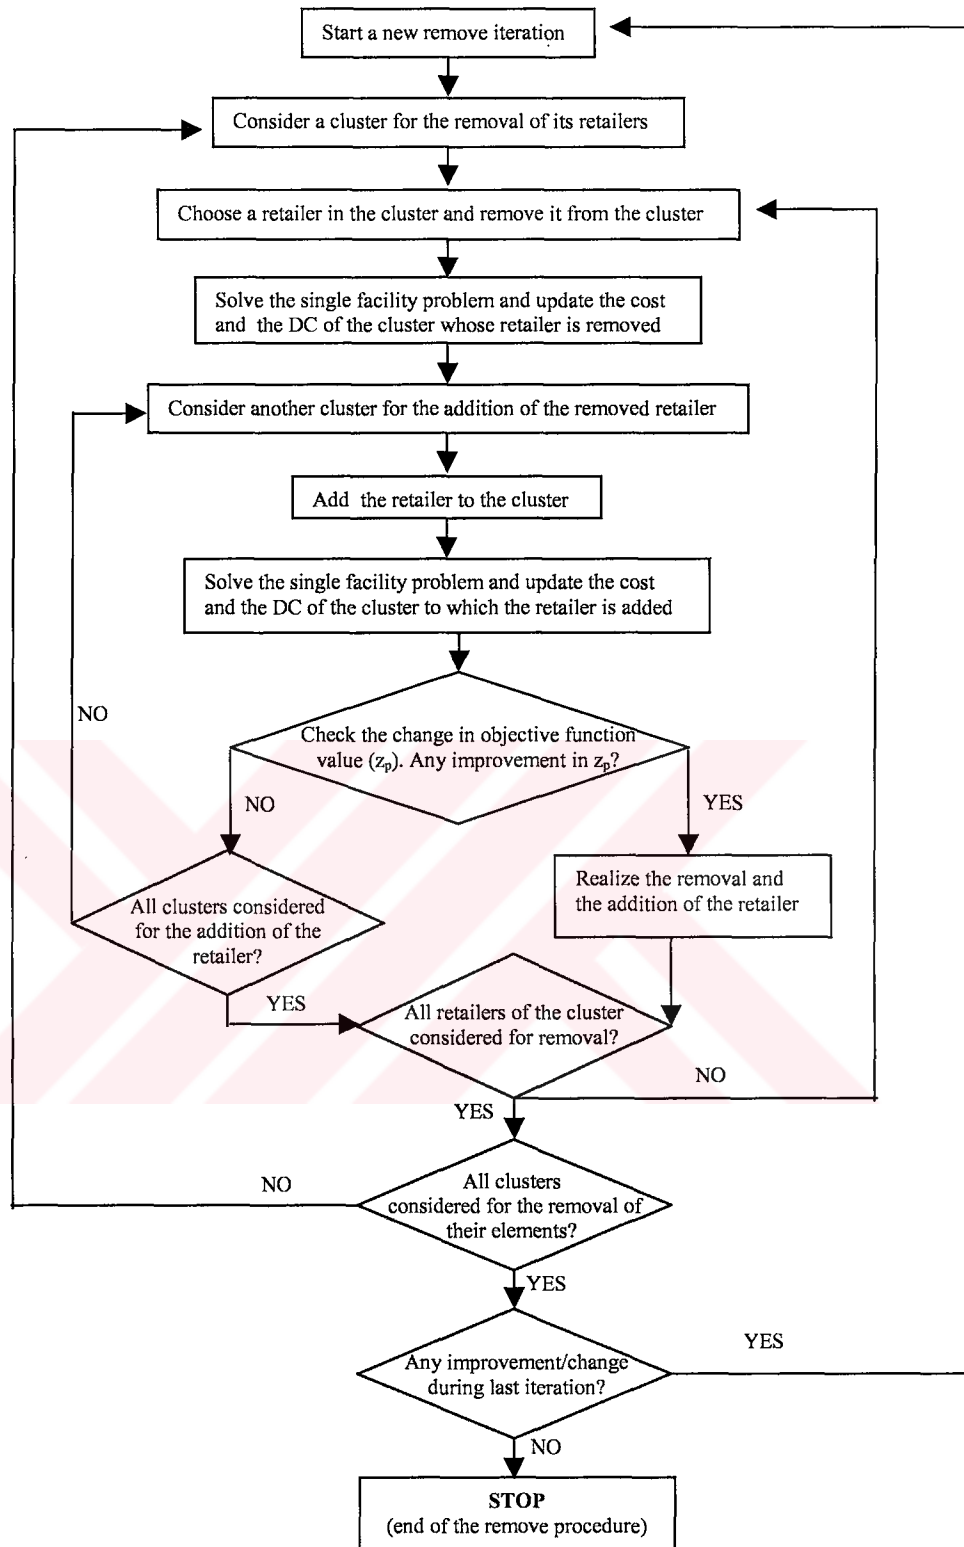 Start a new remove iteration
Consider a cluster for the removal of its retailers
Choose a retailer in the cluster and remove it from the cluster
Solve the single facility problem and update the cost
and the DC of the cluster whose retailer is removed
Consider another cluster for the addition of the removed retailer
Add the retailer to the cluster
Solve the single facility problem and update the cost
and the DC of the cluster to which the retailer is added
NO
Check the change in objective function
value (zp). Any improvement in zp?
NO
YES
Realize the removal and
the addition of the retailer
All clusters considered
for the addition of the
retailer?
YES
All retailers of the cluster
considered for removal?
NO
YES
NO
All clusters
considered for the removal of
their elements?
YES
YES
Any improvement/change
during last iteration?
NO
STOP
(end of the remove procedure)